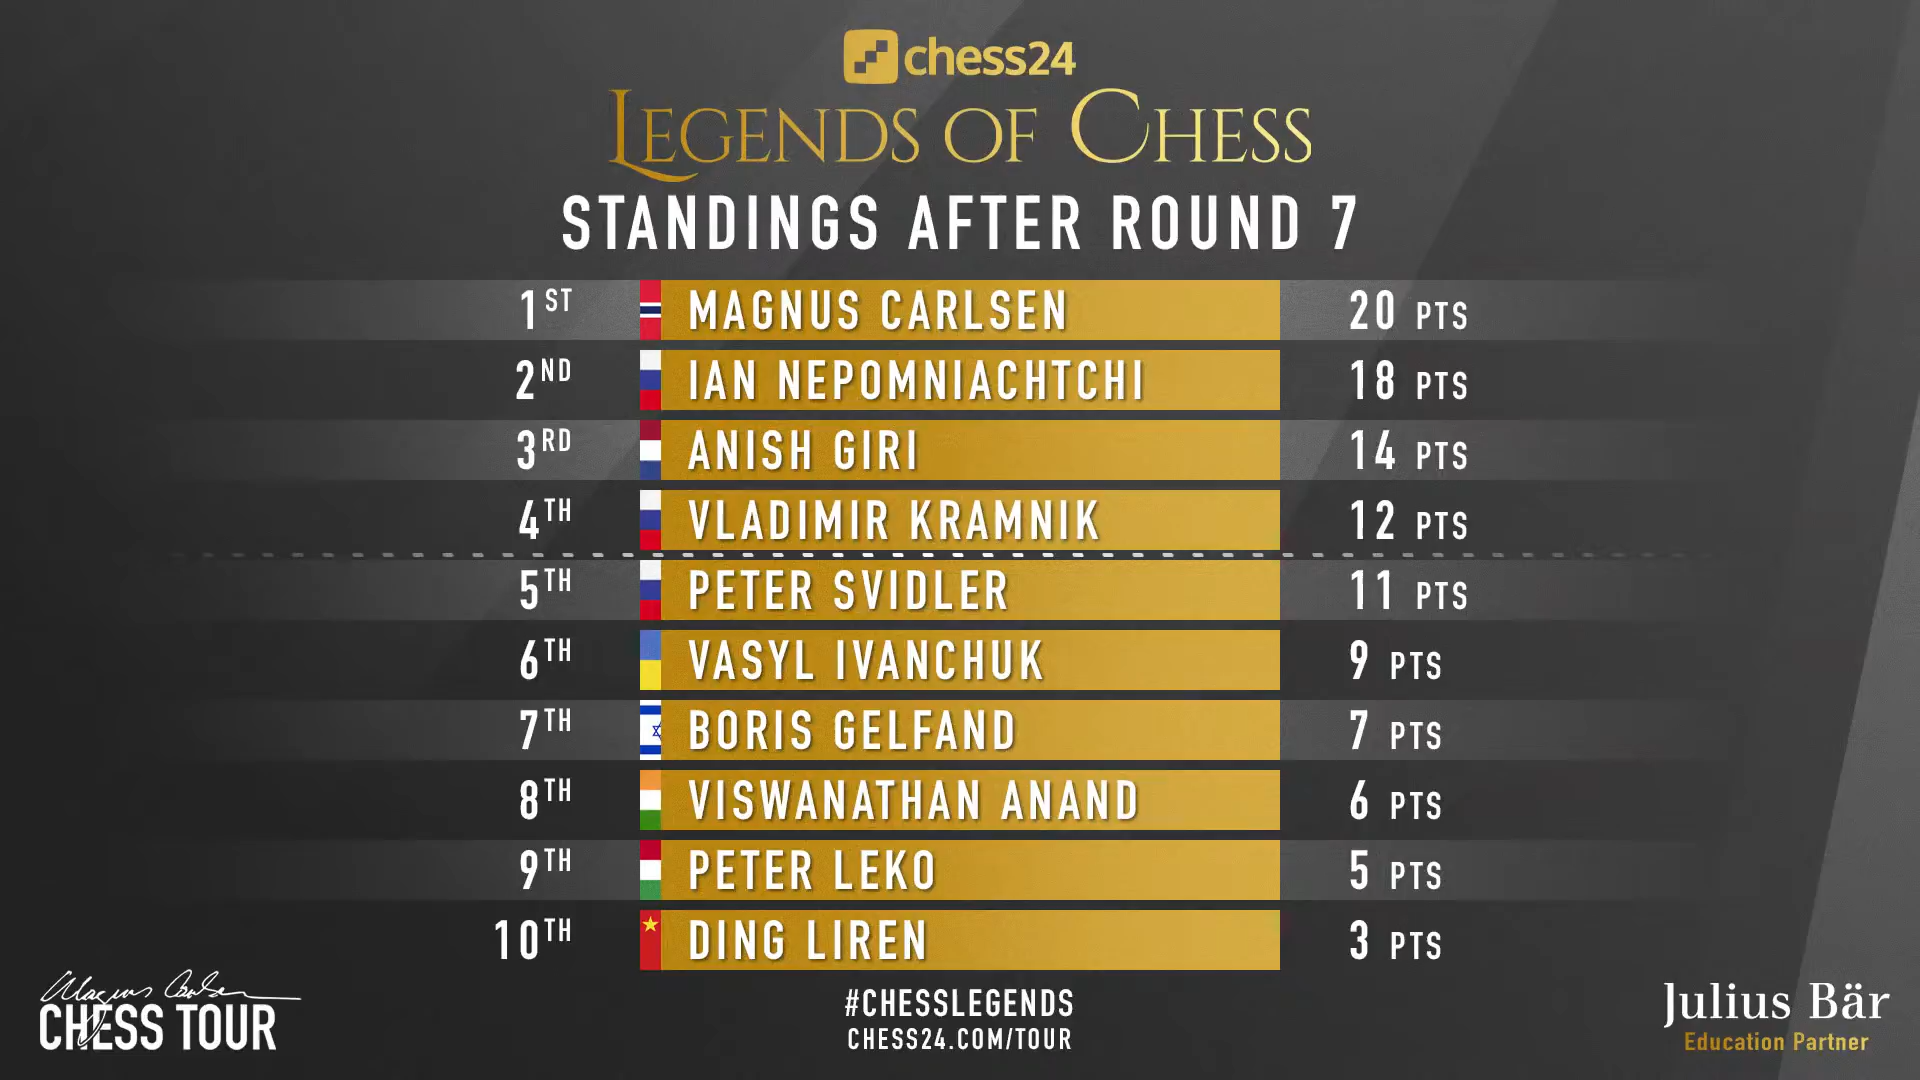 chess24
LEGENDS OF CHESS
STANDINGS AFTER ROUND 7
1ST MAGNUS CARLSEN 20 PTS
2ND IAN NEPOMNIACHTCHI 18 PTS
3RD ANISH GIRI 14 PTS
4TH VLADIMIR KRAMNIK 12 PTS
5TH PETER SVIDLER 11 PTS
6TH VASYL IVANCHUK 9 PTS
7TH BORIS GELFAND 7 PTS
8TH VISWANATHAN ANAND 6 PTS
9TH PETER LEKO 5 PTS
10TH DING LIREN 3 PTS
Magnus Carlsen
CHESS TOUR
#CHESSLEGENDS
CHESS24.COM/TOUR
Julius Bär
Education Partner